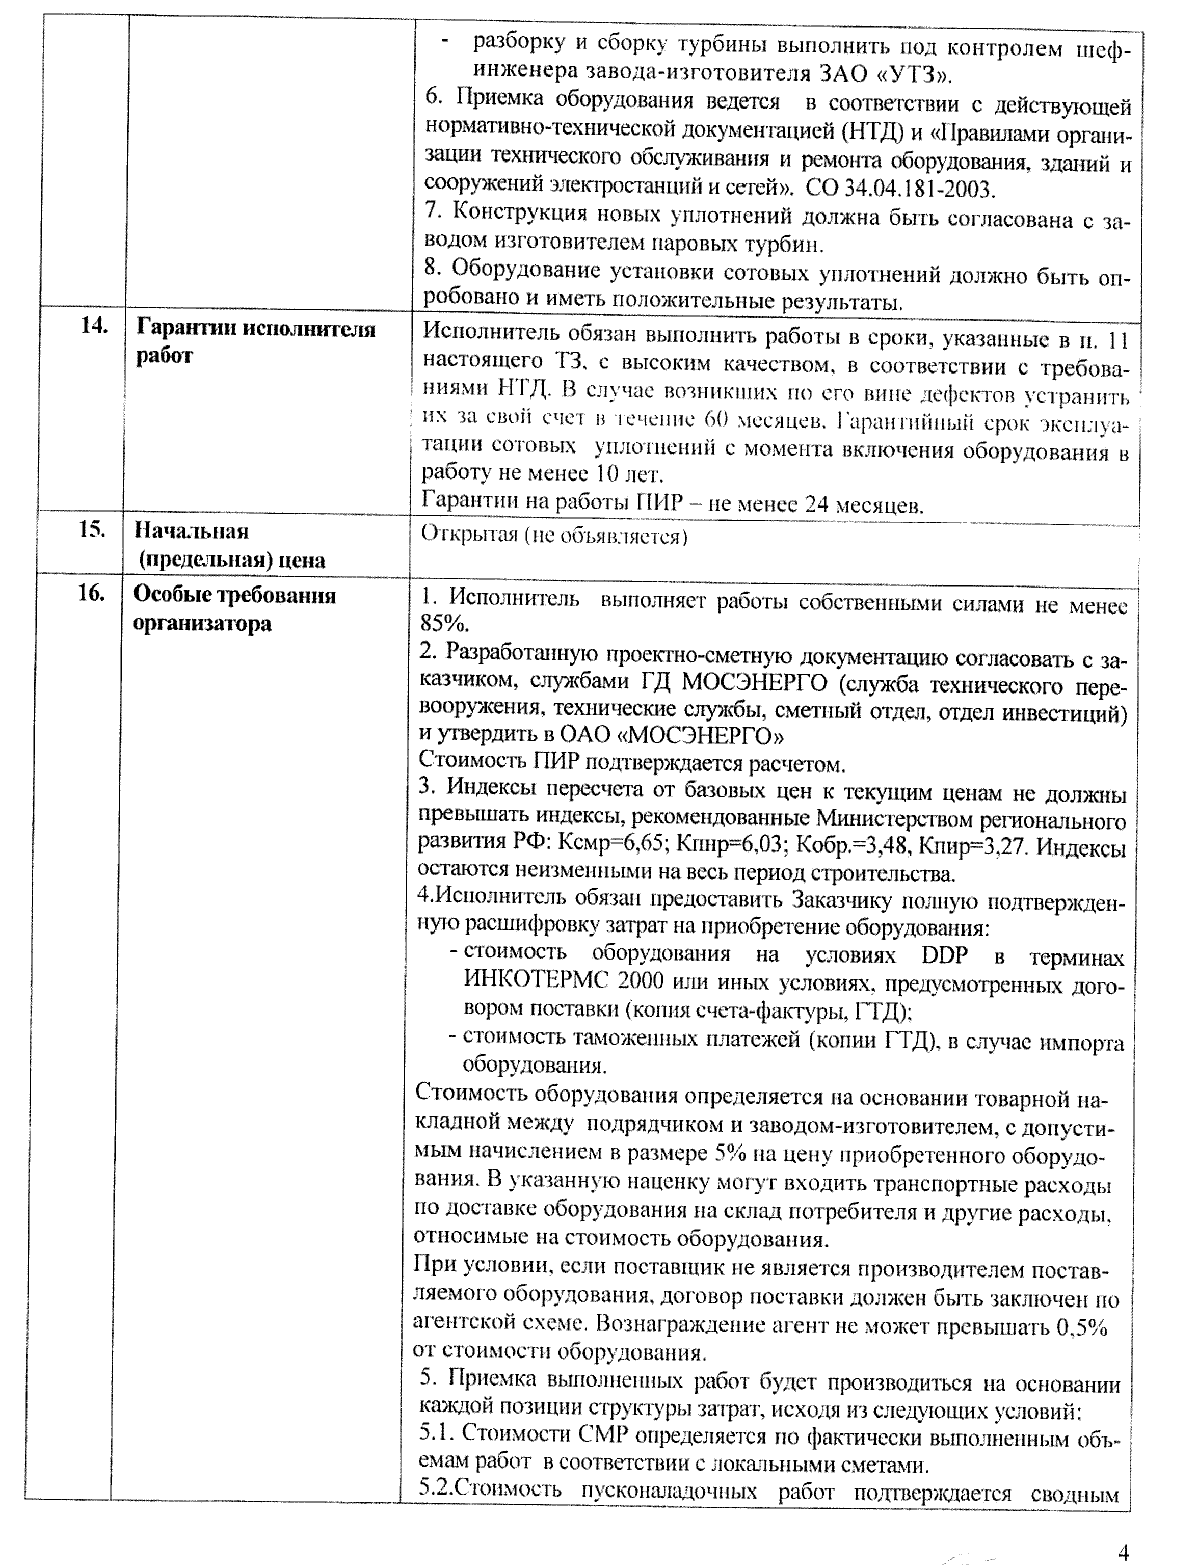 - разборку и сборку турбины выполнить под контролем шеф-
инженера завода-изготовителя ЗАО «УТЗ».
6. Приемка оборудования ведется в соответствии с действующей
нормативно-технической документацией (НТД) и «Правилами органи-
зации технического обслуживания и ремонта оборудования, зданий и
сооружений электростанций и сетей». СО 34.04.181-2003.
7. Конструкция новых уплотнений должна быть согласована с за-
водом изготовителем паровых турбин.
8. Оборудование установки сотовых уплотнений должно быть оп-
робовано и иметь положительные результаты.
14. Гарантии исполнителя
работ
Исполнитель обязан выполнить работы в сроки, указанные в п. 11
настоящего ТЗ, с высоким качеством, в соответствии с требова-
ниями НТД. В случае возникших по его вине дефектов устранить
их за свой счет в течение 60 месяцев. Гарантийный срок эксплуа-
тации сотовых уплотнений с момента включения оборудования в
работу не менее 10 лет.
Гарантии на работы ПИР – не менее 24 месяцев.
15. Начальная
(предельная) цена
Открытая (не объявляется)
16. Особые требования
организатора
1. Исполнитель выполняет работы собственными силами не менее
85%.
2. Разработанную проектно-сметную документацию согласовать с за-
казчиком, службами ГД МОСЭНЕРГО (служба технического пере-
вооружения, технические службы, сметный отдел, отдел инвестиций)
и утвердить в ОАО «МОСЭНЕРГО»
Стоимость ПИР подтверждается расчетом.
3. Индексы пересчета от базовых цен к текущим ценам не должны
превышать индексы, рекомендованные Министерством регионального
развития РФ: Ксмр=6,65; Кпнр=6,03; Кобр.=3,48, Кпир=3,27. Индексы
остаются неизменными на весь период строительства.
4.Исполнитель обязан предоставить Заказчику полную подтвержден-
ную расшифровку затрат на приобретение оборудования:
- стоимость оборудования на условиях DDP в терминах
ИНКОТЕРМС 2000 или иных условиях, предусмотренных дого-
вором поставки (копия счета-фактуры, ГТД);
- стоимость таможенных платежей (копии ГТД), в случае импорта
оборудования.
Стоимость оборудования определяется на основании товарной на-
кладной между подрядчиком и заводом-изготовителем, с допусти-
мым начислением в размере 5% на цену приобретенного оборудо-
вания. В указанную наценку могут входить транспортные расходы
по доставке оборудования на склад потребителя и другие расходы,
относимые на стоимость оборудования.
При условии, если поставщик не является производителем постав-
ляемого оборудования, договор поставки должен быть заключен по
агентской схеме. Вознаграждение агент не может превышать 0,5%
от стоимости оборудования.
5. Приемка выполненных работ будет производиться на основании
каждой позиции структуры затрат, исходя из следующих условий:
5.1. Стоимости СМР определяется по фактически выполненным объ-
емам работ в соответствии с локальными сметами.
5.2.Стоимость пусконаладочных работ подтверждается сводным
4